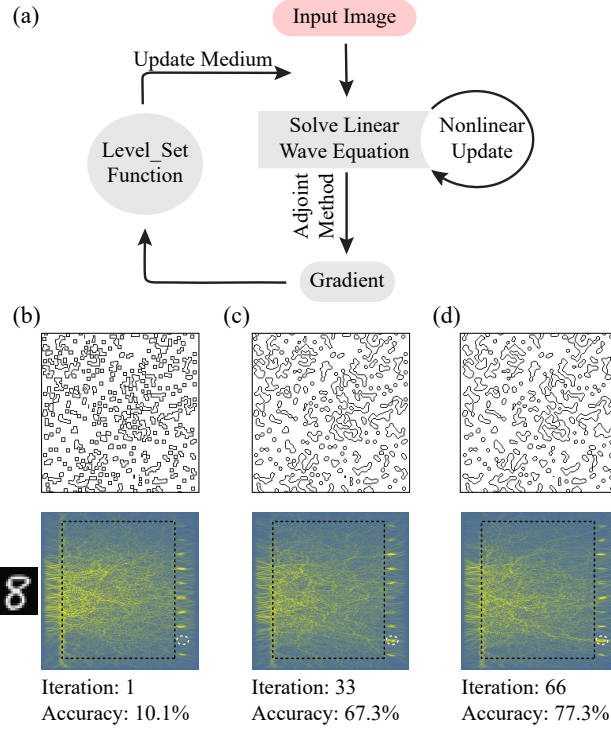 (a)
Input Image
Update Medium
Level_Set
Function
Solve Linear
Wave Equation
Nonlinear
Update
Adjoint
Method
Gradient
(b)
(c)
(d)
8
Iteration: 1
Accuracy: 10.1%
Iteration: 33
Accuracy: 67.3%
Iteration: 66
Accuracy: 77.3%